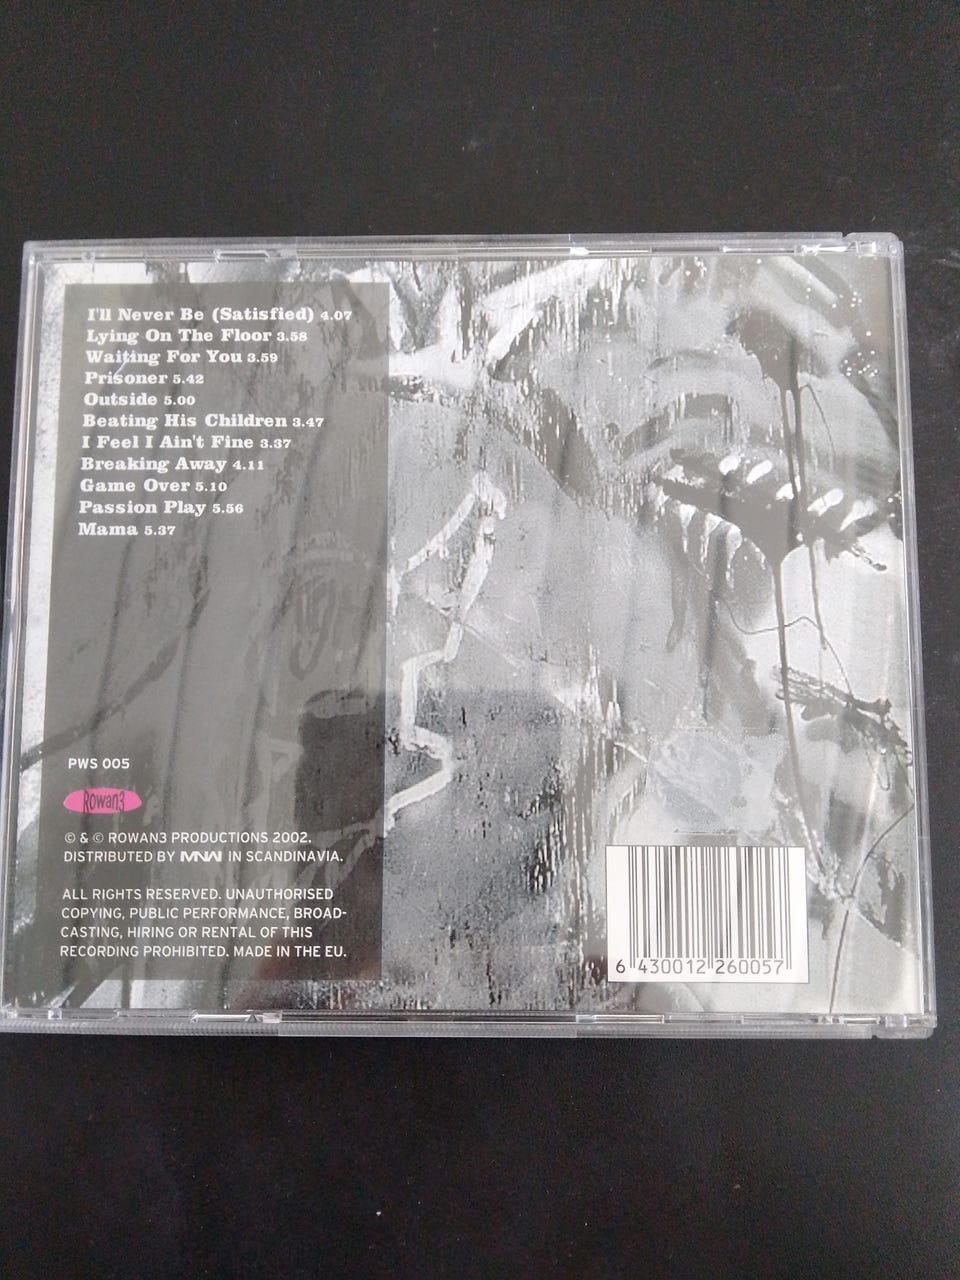 I'll Never Be (Satisfied) 4.07
Lying On The Floor 3.58
Waiting For You 3.59
Prisoner 5.42
Outside 5.00
Beating His Children 3.47
I Feel I Ain't Fine 3.37
Breaking Away 4.11
Game Over 5.10
Passion Play 5.56
Mama 5.37
PWS 005
Rowan3
© & © ROWAN3 PRODUCTIONS 2002.
DISTRIBUTED BY MNW IN SCANDINAVIA.
ALL RIGHTS RESERVED. UNAUTHORISED
COPYING, PUBLIC PERFORMANCE, BROAD-
CASTING, HIRING OR RENTAL OF THIS
RECORDING PROHIBITED. MADE IN THE EU.
6 430012 260057